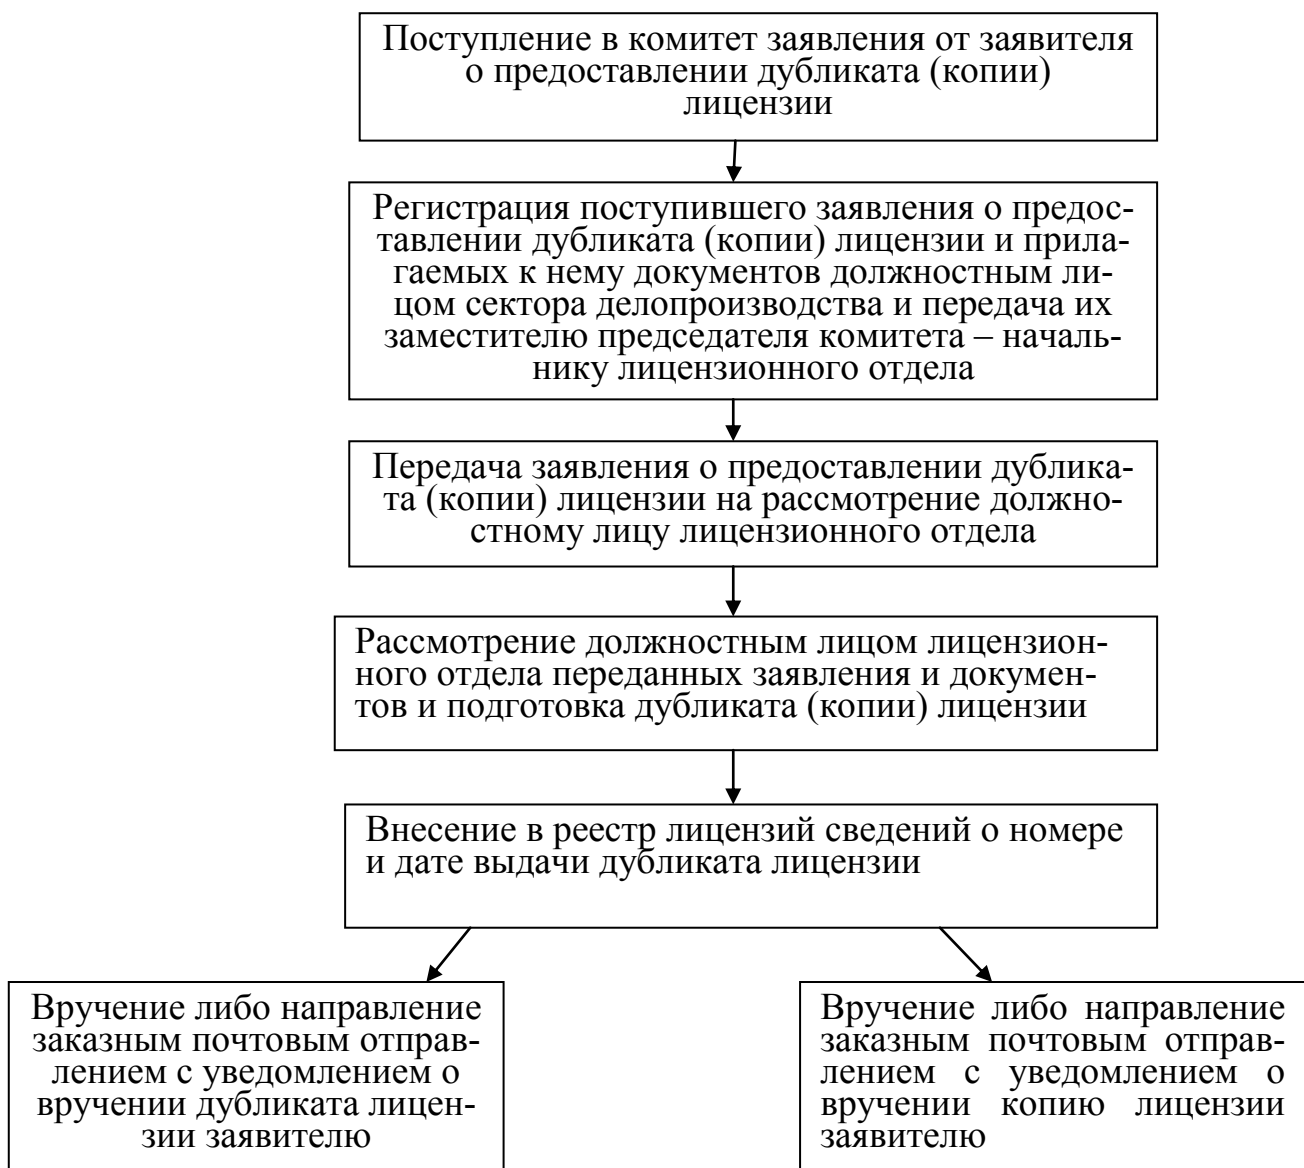 Поступление в комитет заявления от заявителя
о предоставлении дубликата (копии)
лицензии
Регистрация поступившего заявления о предос-
тавлении дубликата (копии) лицензии и прила-
гаемых к нему документов должностным ли-
цом сектора делопроизводства и передача их
заместителю председателя комитета – началь-
нику лицензионного отдела
Передача заявления о предоставлении дублика-
та (копии) лицензии на рассмотрение должно-
стному лицу лицензионного отдела
Рассмотрение должностным лицом лицензион-
ного отдела переданных заявления и докумен-
тов и подготовка дубликата (копии) лицензии
Внесение в реестр лицензий сведений о номере
и дате выдачи дубликата лицензии
Вручение либо направление
заказным почтовым отправ-
лением с уведомлением о
вручении дубликата лицен-
зии заявителю
Вручение либо направление
заказным почтовым отправ-
лением с уведомлением о
вручении копию лицензии
заявителю